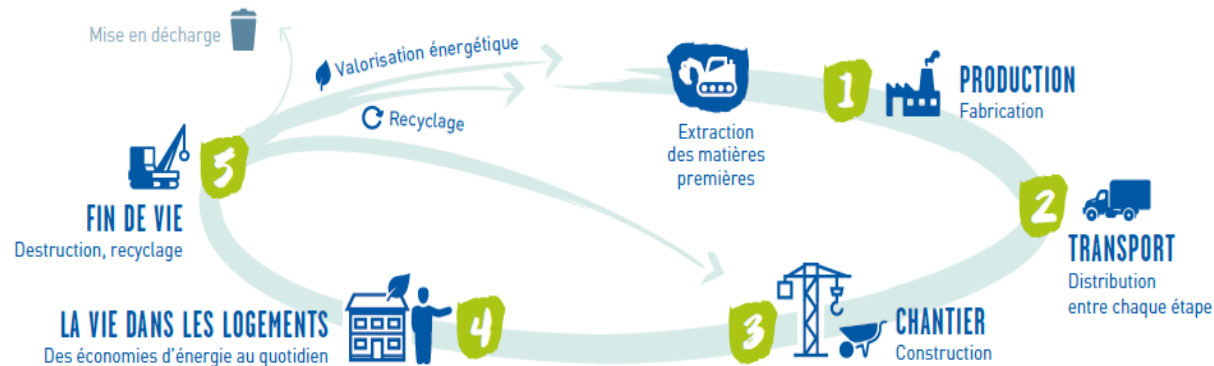 Mise en décharge
Valorisation énergétique
Recyclage
Extraction
des matières
premières
1
PRODUCTION
Fabrication
2
TRANSPORT
Distribution
entre chaque étape
3
CHANTIER
Construction
4
LA VIE DANS LES LOGEMENTS
Des économies d'énergie au quotidien
5
FIN DE VIE
Destruction, recyclage